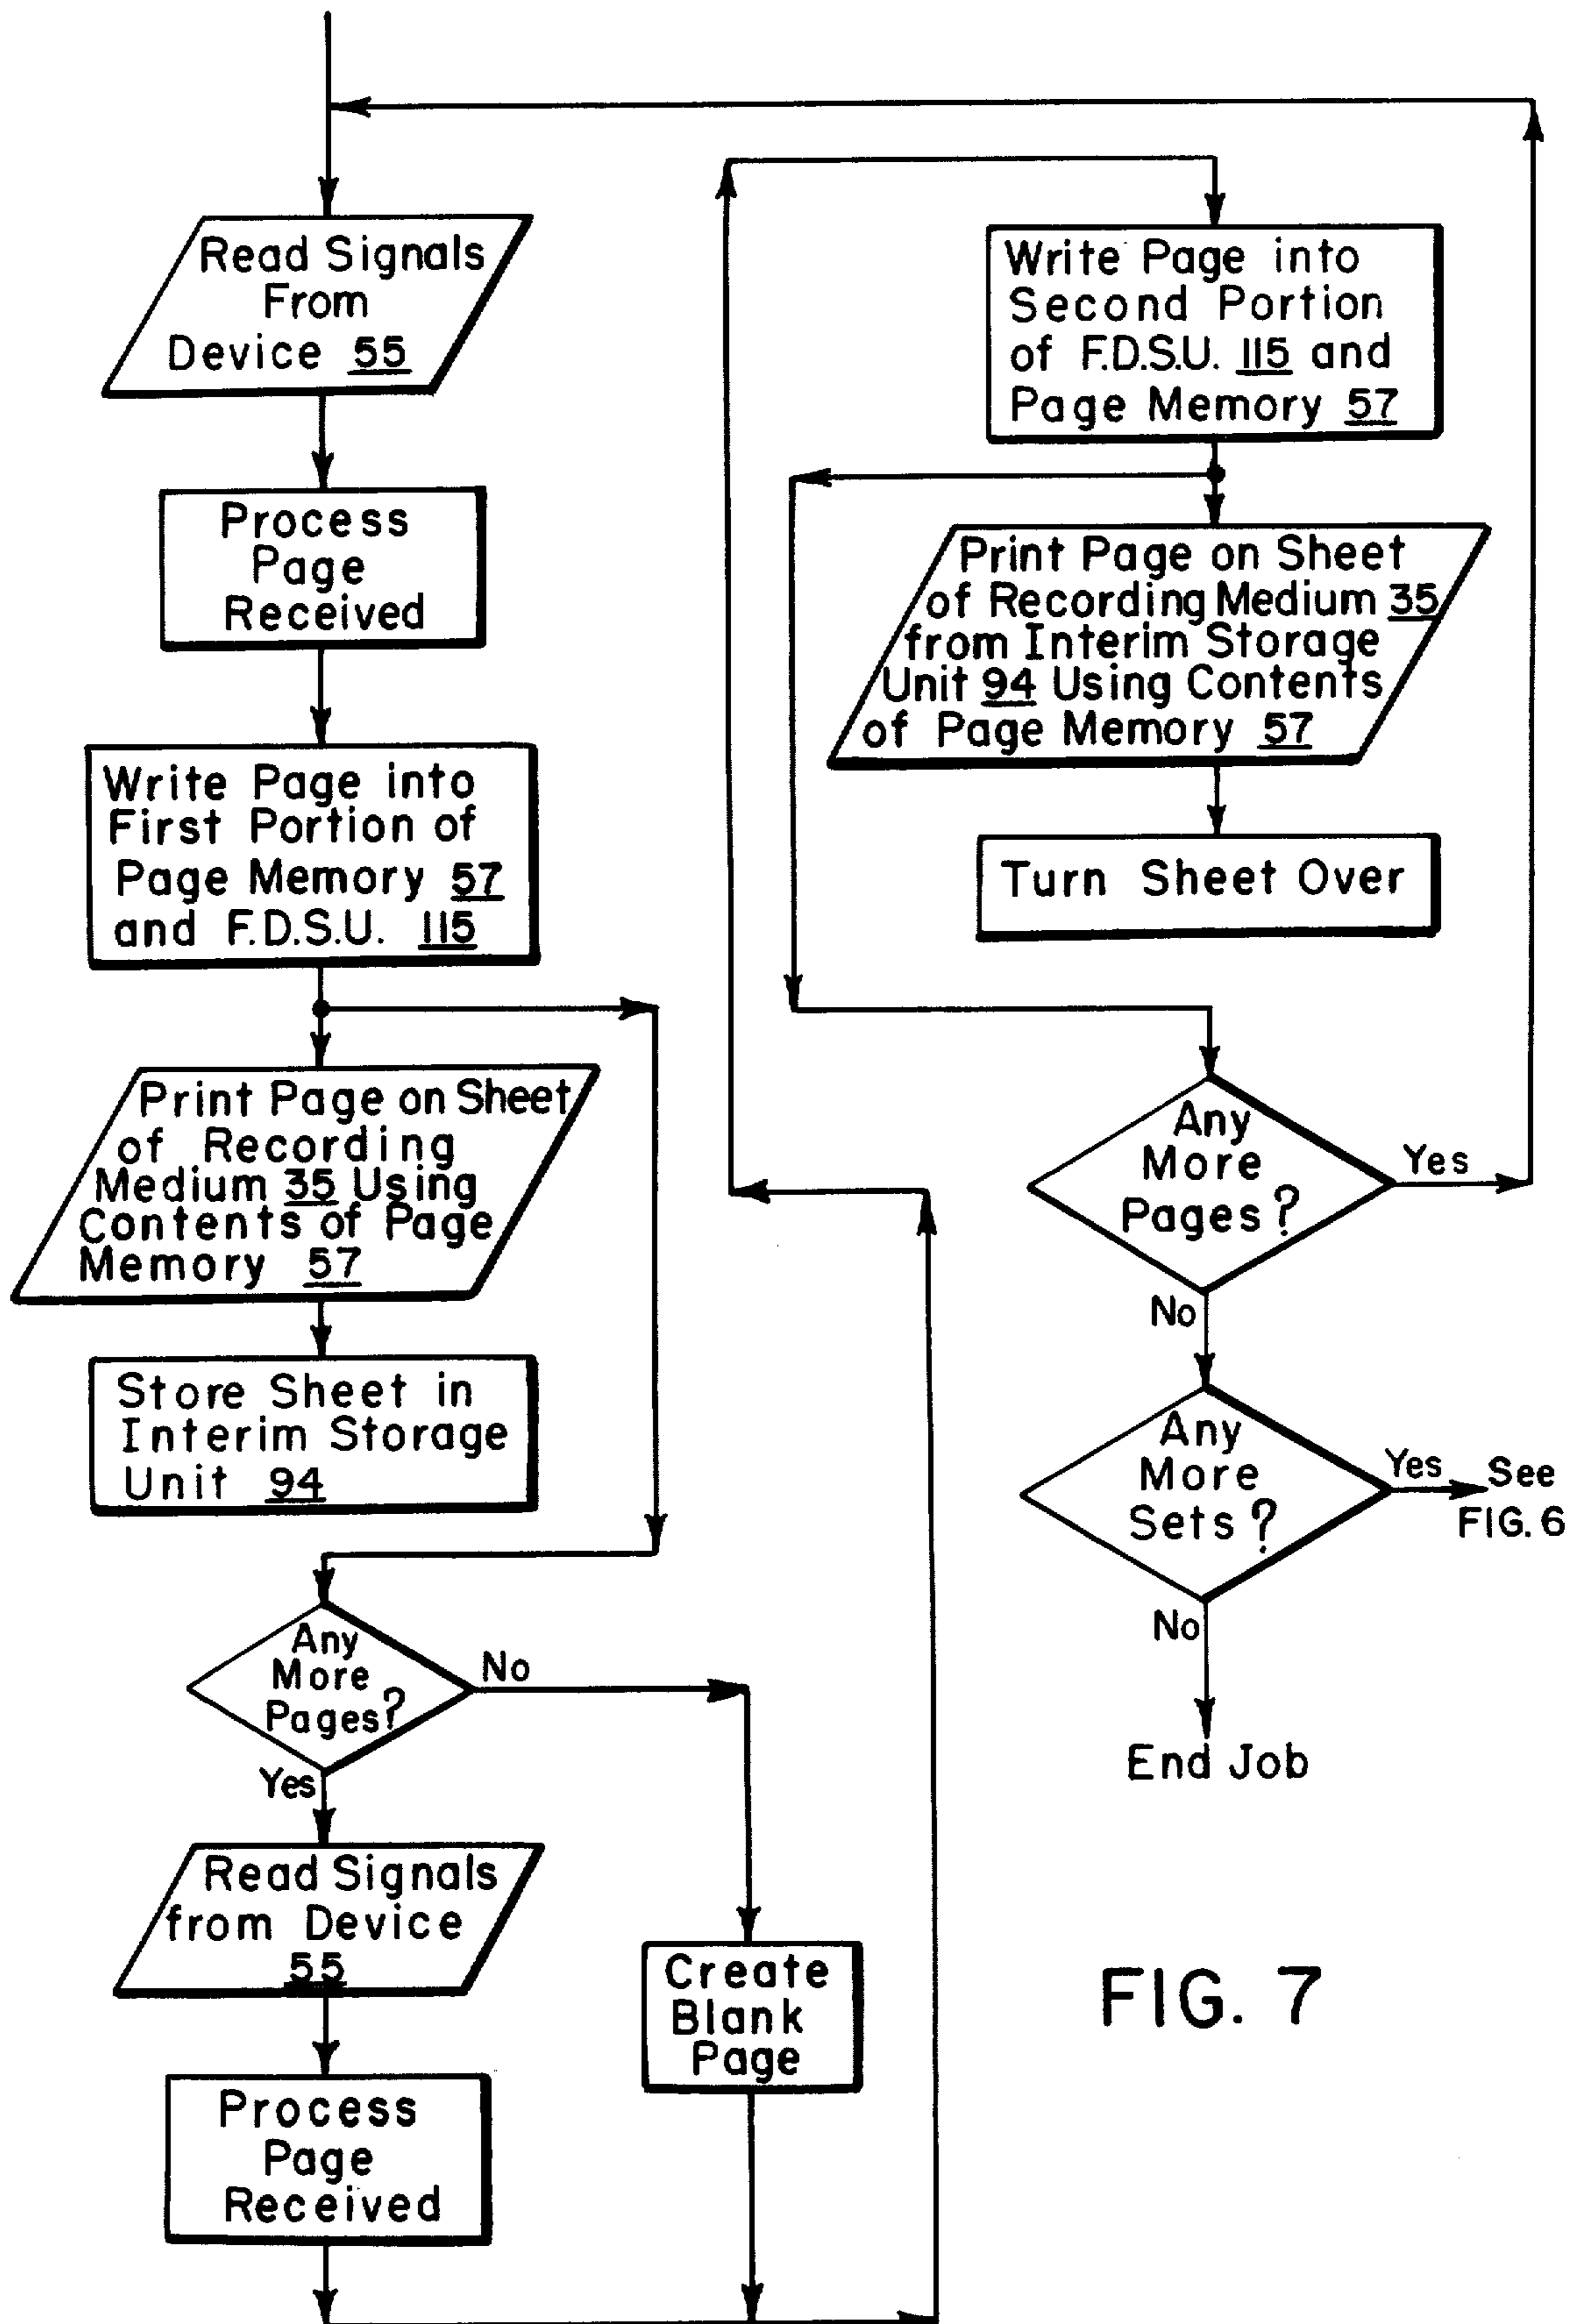 Read Signals
From
Device 55
Process
Page
Received
Write Page into
First Portion of
Page Memory 57
and F.D.S.U. 115
Print Page on Sheet
of Recording
Medium 35 Using
Contents of Page
Memory 57
Store Sheet in
Interim Storage
Unit 94
Any
More
Pages?
No
Yes
Read Signals
from Device
55
Process
Page
Received
Create
Blank
Page
Write Page into
Second Portion
of F.D.S.U. 115 and
Page Memory 57
Print Page on Sheet
of Recording Medium 35
from Interim Storage
Unit 94 Using Contents
of Page Memory 57
Turn Sheet Over
Any
More
Pages?
Yes
No
Any
More
Sets?
Yes
See
FIG. 6
No
End Job
FIG. 7